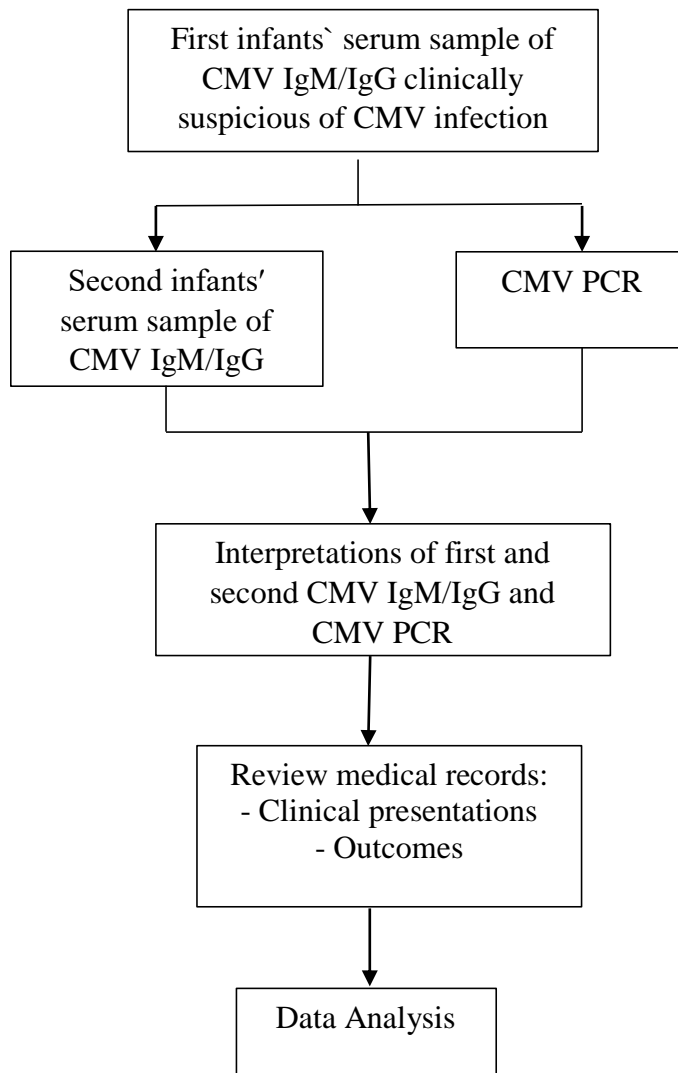 First infants` serum sample of
CMV IgM/IgG clinically
suspicious of CMV infection
Second infants′
serum sample of
CMV IgM/IgG
CMV PCR
Interpretations of first and
second CMV IgM/IgG and
CMV PCR
Review medical records:
- Clinical presentations
- Outcomes
Data Analysis